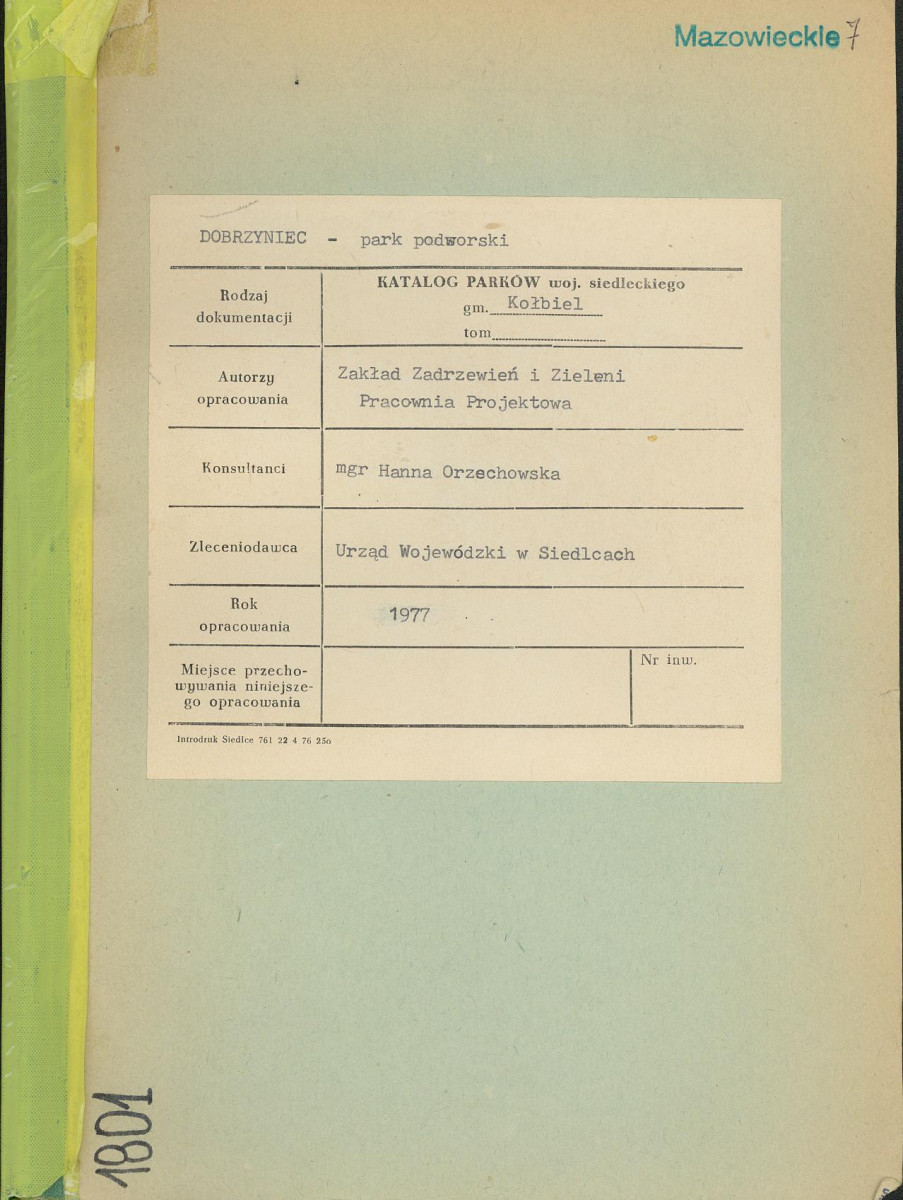 Mazowieckie 7
DOBRZYNIEC - park podworski
Rodzaj dokumentacji
KATALOG PARKÓW woj. siedleckiego
gm. Kołbiel
tom
Autorzy opracowania
Zakład Zadrzewień i Zieleni
Pracownia Projektowa
Konsultanci
mgr Hanna Orzechowska
Zleceniodawca
Urząd Wojewódzki w Siedlcach
Rok opracowania
1977
Miejsce przecho-
wywania niniejsze-
go opracowania
Nr inw.
Introdruk Siedlce 761 22 4 76 250
1801